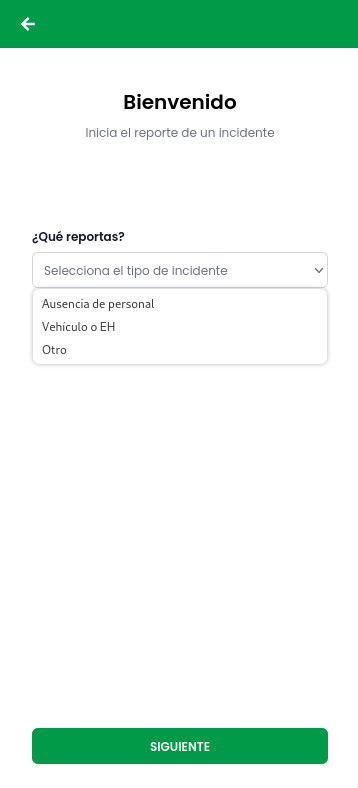 Bienvenido
Inicia el reporte de un incidente
¿Qué reportas?
Selecciona el tipo de incidente
Ausencia de personal
Vehículo o EH
Otro
SIGUIENTE